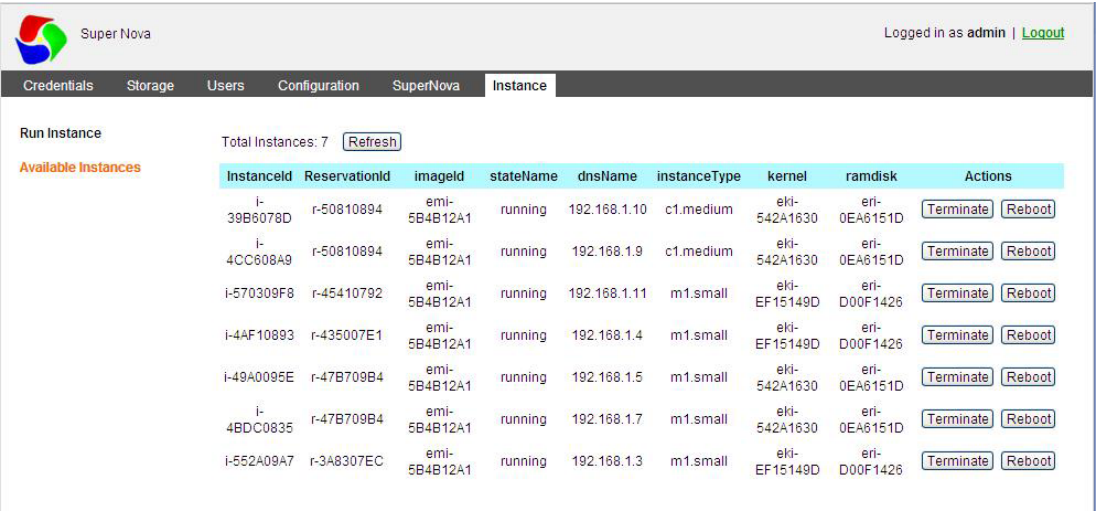 Super Nova
Logged in as admin | Logout
Credentials Storage Users Configuration SuperNova Instance
Run Instance
Available Instances
Total Instances: 7 Refresh
InstanceId ReservationId imageId stateName dnsName instanceType kernel ramdisk Actions
i-39B6078D r-50810894 emi-5B4B12A1 running 192.168.1.10 c1.medium eki-542A1630 eri-0EA6151D Terminate Reboot
i-4CC608A9 r-50810894 emi-5B4B12A1 running 192.168.1.9 c1.medium eki-542A1630 eri-0EA6151D Terminate Reboot
i-570309F8 r-45410792 emi-5B4B12A1 running 192.168.1.11 m1.small eki-EF15149D eri-D00F1426 Terminate Reboot
i-4AF10893 r-435007E1 emi-5B4B12A1 running 192.168.1.4 m1.small eki-EF15149D eri-D00F1426 Terminate Reboot
i-49A0095E r-47B709B4 emi-5B4B12A1 running 192.168.1.5 m1.small eki-542A1630 eri-0EA6151D Terminate Reboot
i-4BDC0835 r-47B709B4 emi-5B4B12A1 running 192.168.1.7 m1.small eki-542A1630 eri-0EA6151D Terminate Reboot
i-552A09A7 r-3A8307EC emi-5B4B12A1 running 192.168.1.3 m1.small eki-EF15149D eri-D00F1426 Terminate Reboot